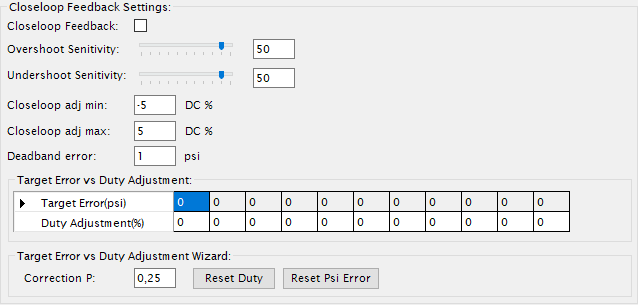 Closeloop Feedback Settings:
Closeloop Feedback:
Overshoot Senitivity: 50
Undershoot Senitivity: 50
Closeloop adj min: -5 DC %
Closeloop adj max: 5 DC %
Deadband error: 1 psi
Target Error vs Duty Adjustment:
Target Error(psi) 0 0 0 0 0 0 0 0 0 0
Duty Adjustment(%) 0 0 0 0 0 0 0 0 0 0
Target Error vs Duty Adjustment Wizard:
Correction P: 0,25 Reset Duty Reset Psi Error